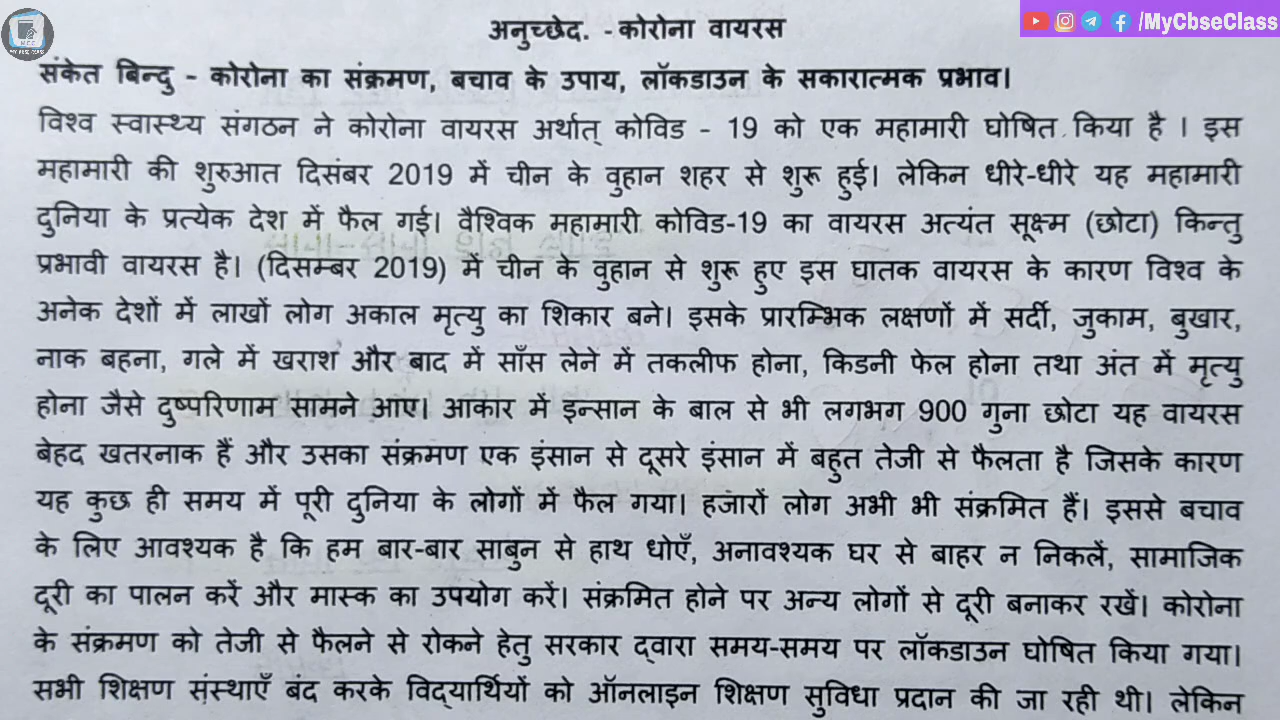 अनुच्छेद. - कोरोना वायरस
/MyCbseClass
MY CBSE CLASS
संकेत बिन्दु - कोरोना का संक्रमण, बचाव के उपाय, लॉकडाउन के सकारात्मक प्रभाव।
विश्व स्वास्थ्य संगठन ने कोरोना वायरस अर्थात् कोविड - 19 को एक महामारी घोषित किया है । इस
महामारी की शुरुआत दिसंबर 2019 में चीन के वुहान शहर से शुरू हुई। लेकिन धीरे-धीरे यह महामारी
दुनिया के प्रत्येक देश में फैल गई। वैश्विक महामारी कोविड-19 का वायरस अत्यंत सूक्ष्म (छोटा) किन्तु
प्रभावी वायरस है। (दिसम्बर 2019) में चीन के वुहान से शुरू हुए इस घातक वायरस के कारण विश्व के
अनेक देशों में लाखों लोग अकाल मृत्यु का शिकार बने। इसके प्रारम्भिक लक्षणों में सर्दी, जुकाम, बुखार,
नाक बहना, गले में खराश और बाद में साँस लेने में तकलीफ होना, किडनी फेल होना तथा अंत में मृत्यु
होना जैसे दुष्परिणाम सामने आए। आकार में इन्सान के बाल से भी लगभग 900 गुना छोटा यह वायरस
बेहद खतरनाक हैं और उसका संक्रमण एक इंसान से दूसरे इंसान में बहुत तेजी से फैलता है जिसके कारण
यह कुछ ही समय में पूरी दुनिया के लोगों में फैल गया। हजारों लोग अभी भी संक्रमित हैं। इससे बचाव
के लिए आवश्यक है कि हम बार-बार साबुन से हाथ धोएँ, अनावश्यक घर से बाहर न निकलें, सामाजिक
दूरी का पालन करें और मास्क का उपयोग करें। संक्रमित होने पर अन्य लोगों से दूरी बनाकर रखें। कोरोना
के संक्रमण को तेजी से फैलने से रोकने हेतु सरकार द्वारा समय-समय पर लॉकडाउन घोषित किया गया।
सभी शिक्षण संस्थाएँ बंद करके विद्यार्थियों को ऑनलाइन शिक्षण सुविधा प्रदान की जा रही थी। लेकिन